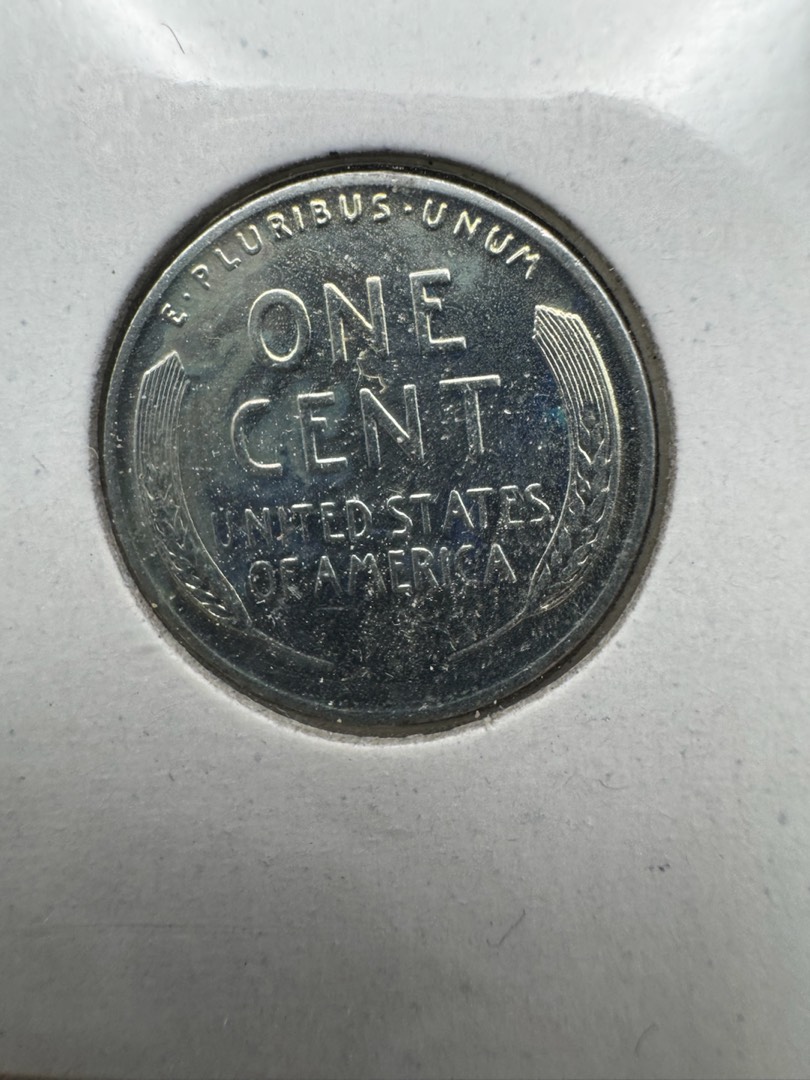 E·PLURIBUS·UNUM
ONE
CENT
UNITED STATES
OF AMERICA